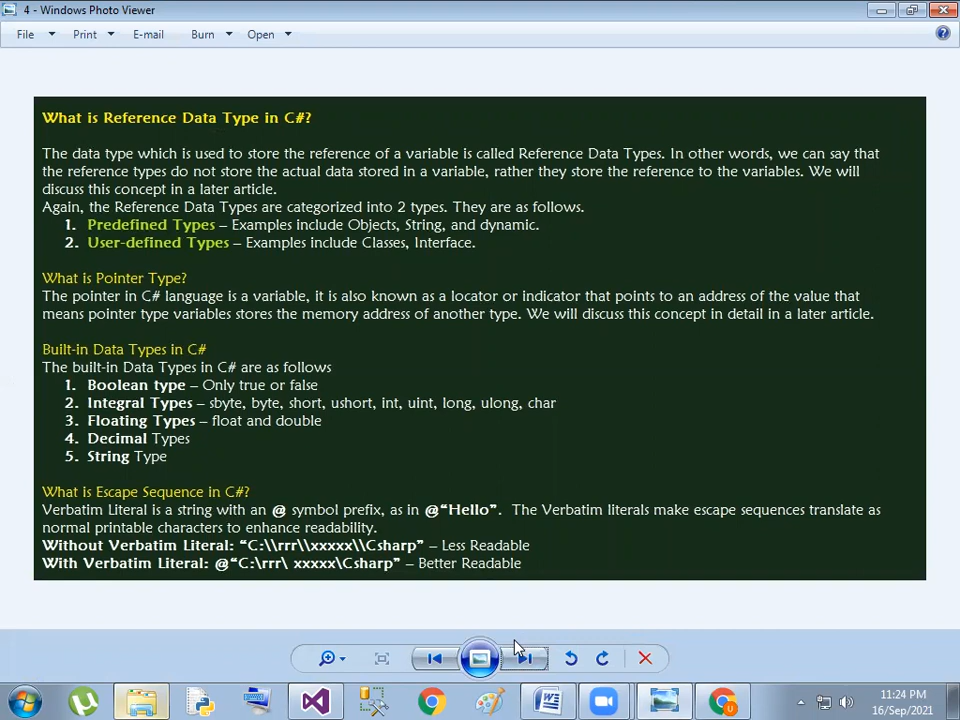 4 - Windows Photo Viewer
File Print E-mail Burn Open
What is Reference Data Type in C#?
The data type which is used to store the reference of a variable is called Reference Data Types. In other words, we can say that
the reference types do not store the actual data stored in a variable, rather they store the reference to the variables. We will
discuss this concept in a later article.
Again, the Reference Data Types are categorized into 2 types. They are as follows.
1. Predefined Types – Examples include Objects, String, and dynamic.
2. User-defined Types – Examples include Classes, Interface.
What is Pointer Type?
The pointer in C# language is a variable, it is also known as a locator or indicator that points to an address of the value that
means pointer type variables stores the memory address of another type. We will discuss this concept in detail in a later article.
Built-in Data Types in C#
The built-in Data Types in C# are as follows
1. Boolean type – Only true or false
2. Integral Types – sbyte, byte, short, ushort, int, uint, long, ulong, char
3. Floating Types – float and double
4. Decimal Types
5. String Type
What is Escape Sequence in C#?
Verbatim Literal is a string with an @ symbol prefix, as in @“Hello”. The Verbatim literals make escape sequences translate as
normal printable characters to enhance readability.
Without Verbatim Literal: “C:\\rrr\\xxxxx\\Csharp” – Less Readable
With Verbatim Literal: @“C:\rrr\ xxxxx\Csharp” – Better Readable
11:24 PM
16/Sep/2021